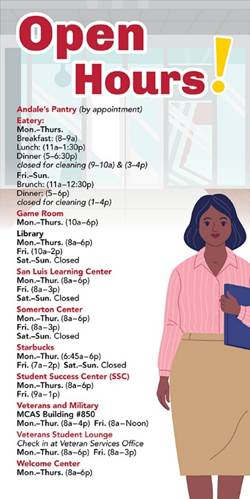 Open
Hours!
Andale's Pantry (by appointment)
Eatery:
Mon.–Thurs.
Breakfast: (8–9a)
Lunch: (11a–1:30p)
Dinner (5–6:30p)
closed for cleaning (9–10a) & (3–4p)
Fri.–Sun.
Brunch: (11a–12:30p)
Dinner: (5–6p)
closed for cleaning (1–4p)
Game Room
Mon.–Thurs. (10a–6p)
Library
Mon.–Thurs. (8a–6p)
Fri. (10a–2p)
Sat.–Sun. Closed
San Luis Learning Center
Mon.–Thur. (8a–6p)
Fri. (8a–3p)
Sat.–Sun. Closed
Somerton Center
Mon.–Thur. (8a–6p)
Fri. (8a–3p)
Sat.–Sun. Closed
Starbucks
Mon.–Thur. (6:45a–6p)
Fri. (7a–2p) Sat.–Sun. Closed
Student Success Center (SSC)
Mon.–Thurs. (8a–6p)
Fri. (9a–1p)
Veterans and Military
MCAS Building #850
Mon.–Thur. (8a–4p) Fri. (8a–Noon)
Veterans Student Lounge
Check in at Veteran Services Office
Mon.–Thur. (8a–6p) Fri. (8a–3p)
Welcome Center
Mon.–Thurs. (8a–6p)